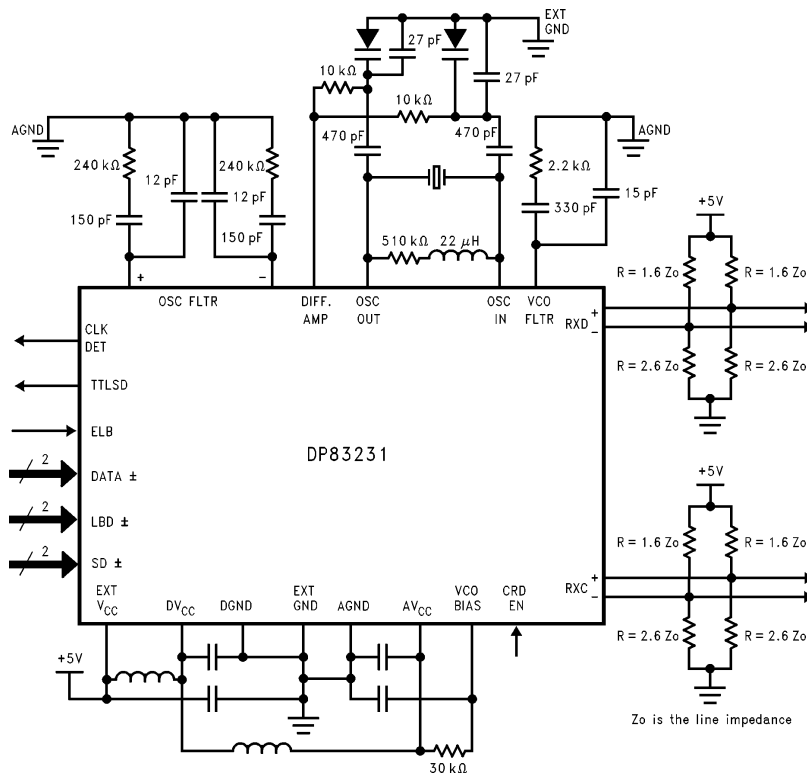 EXT
GND
27 pF
27 pF
10 kΩ
10 kΩ
AGND
470 pF
470 pF
AGND
240 kΩ
12 pF
240 kΩ
12 pF
150 pF
150 pF
2.2 kΩ
15 pF
330 pF
+5V
510 kΩ
22 μH
+
−
OSC FLTR
DIFF.
AMP
OSC
OUT
OSC
IN
VCO
FLTR
RXD
+
−
R = 1.6 Zo
R = 1.6 Zo
R = 2.6 Zo
R = 2.6 Zo
CLK
DET
TTLSD
ELB
2
DATA ±
2
LBD ±
2
SD ±
DP83231
+5V
R = 1.6 Zo
R = 1.6 Zo
RXC
+
−
R = 2.6 Zo
R = 2.6 Zo
EXT
VCC
DVCC
DGND
EXT
GND
AGND
AVCC
VCO
BIAS
CRD
EN
+5V
30 kΩ
Zo is the line impedance